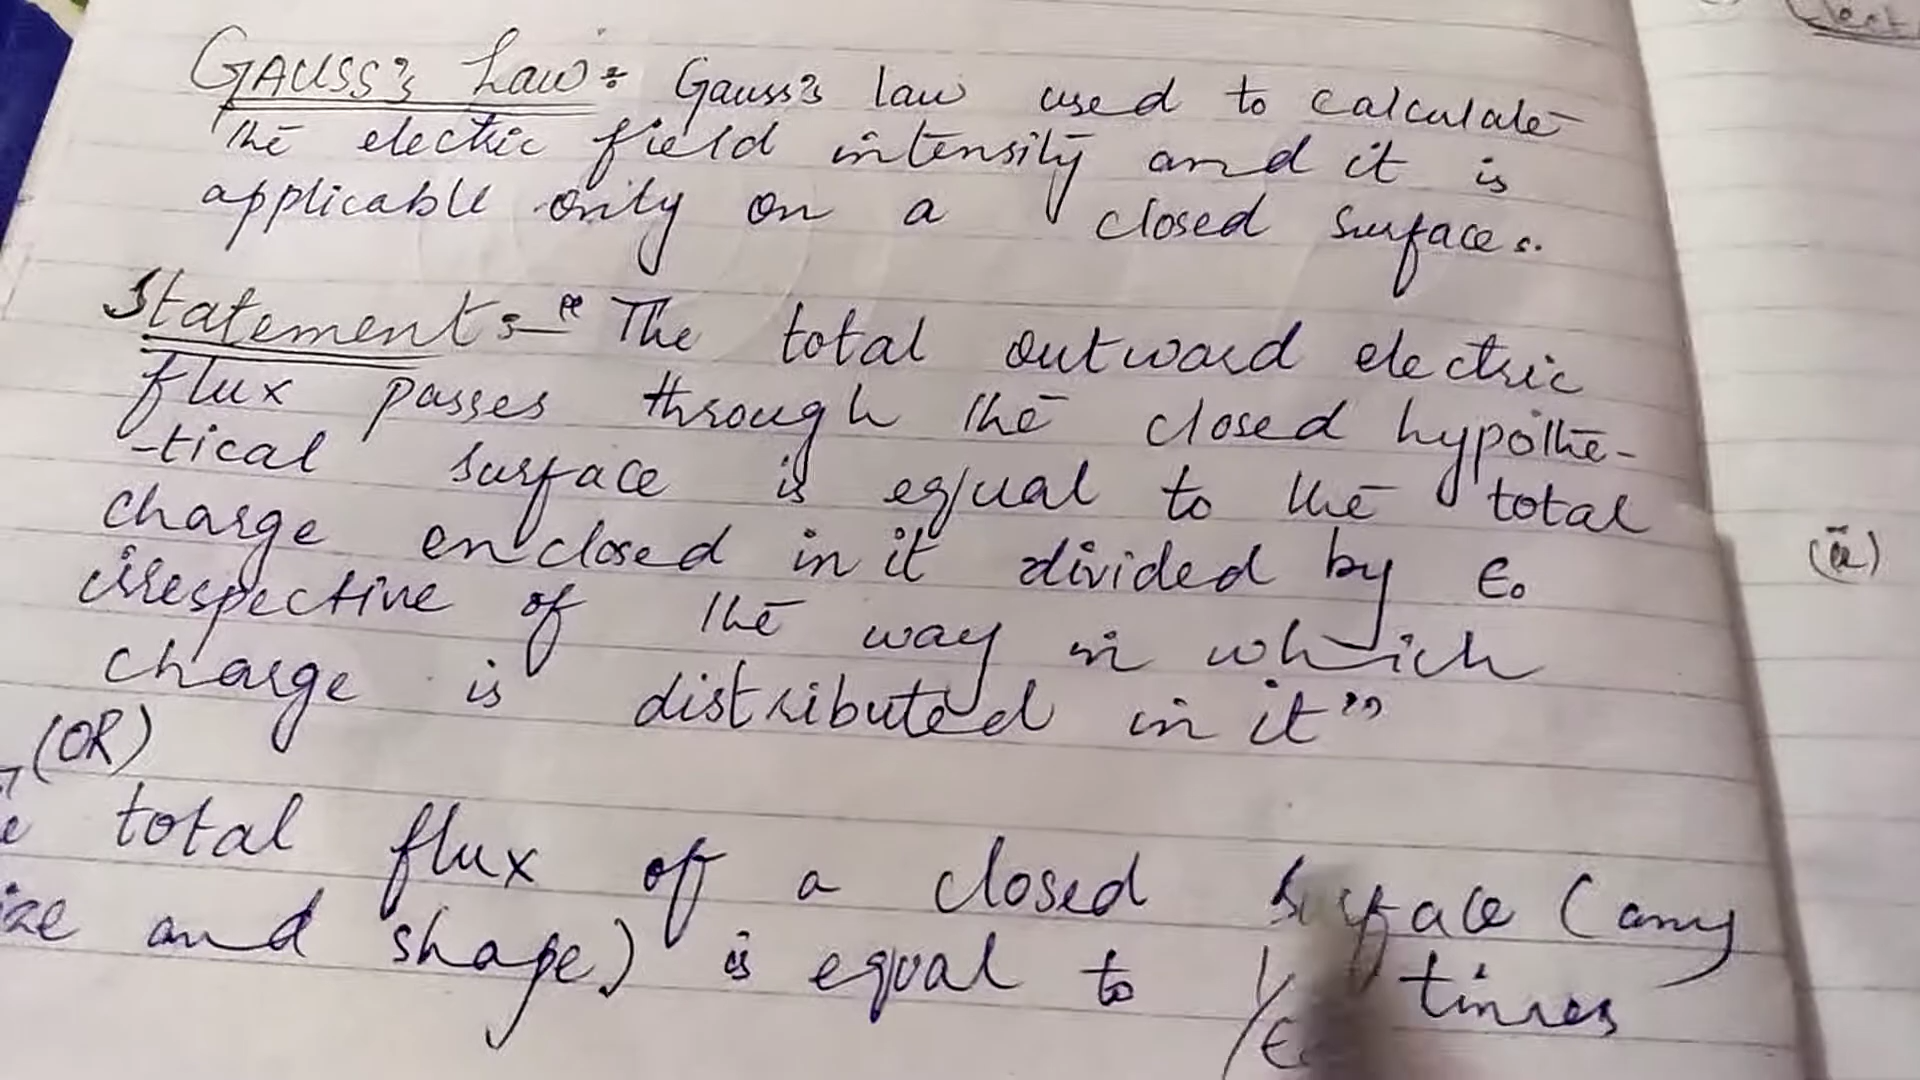 GAUSS's Law: Gauss's law used to calculate
the electric field intensity and it is
applicable only on a closed surface.
Statement:- " The total outward electric
flux passes through the closed hypothe-
-tical surface is equal to the total
charge enclosed in it divided by ϵ₀
irrespective of the way in which
charge is distributed in it"
(OR)
total flux of a closed surface (any
and shape) is equal to 1/ϵ₀ times
(ii)